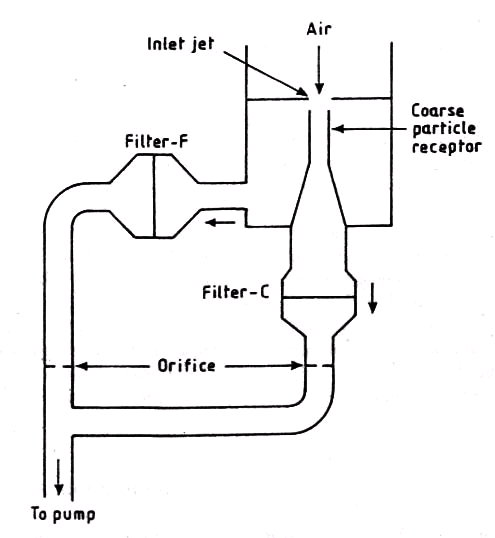 Air
Inlet jet
Coarse
particle
receptor
Filter-F
Filter-C
Orifice
To pump